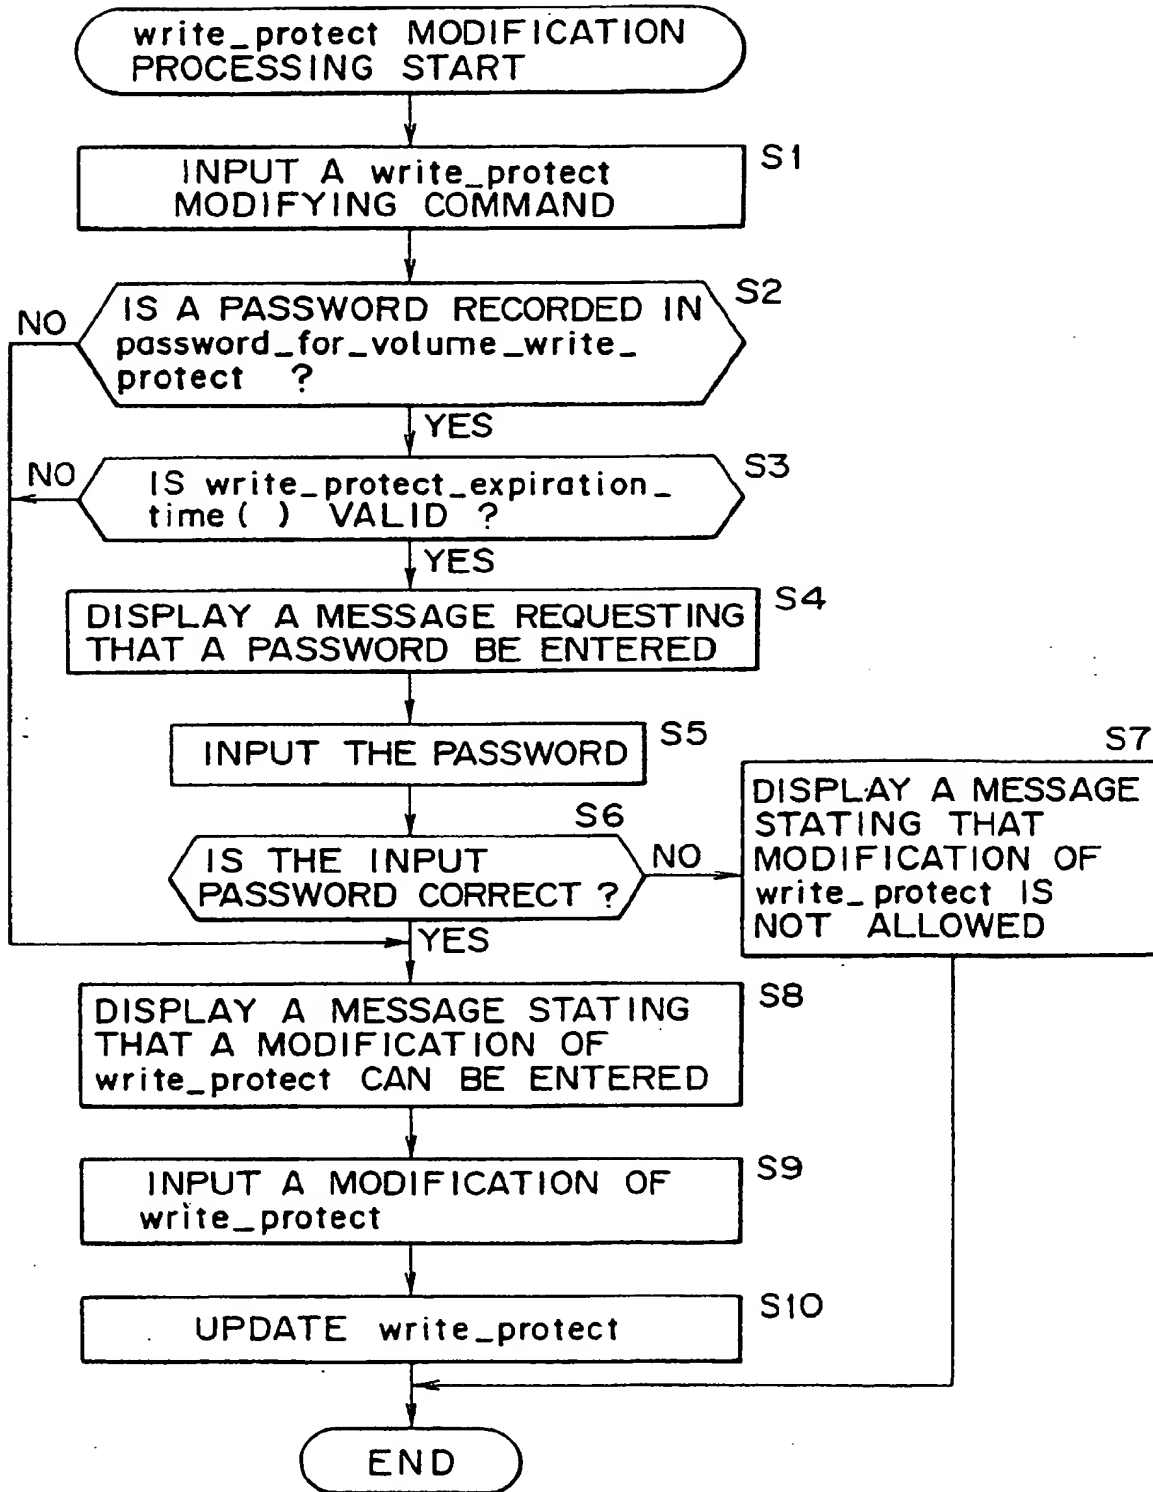 write_protect MODIFICATION
PROCESSING START
S1
INPUT A write_protect
MODIFYING COMMAND
S2
IS A PASSWORD RECORDED IN
password_for_volume_write_
protect ?
NO
YES
S3
NO
IS write_protect_expiration_
time( ) VALID ?
YES
S4
DISPLAY A MESSAGE REQUESTING
THAT A PASSWORD BE ENTERED
S5
INPUT THE PASSWORD
S6
IS THE INPUT
PASSWORD CORRECT ?
NO
YES
S7
DISPLAY A MESSAGE
STATING THAT
MODIFICATION OF
write_protect IS
NOT ALLOWED
S8
DISPLAY A MESSAGE STATING
THAT A MODIFICATION OF
write_protect CAN BE ENTERED
S9
INPUT A MODIFICATION OF
write_protect
S10
UPDATE write_protect
END